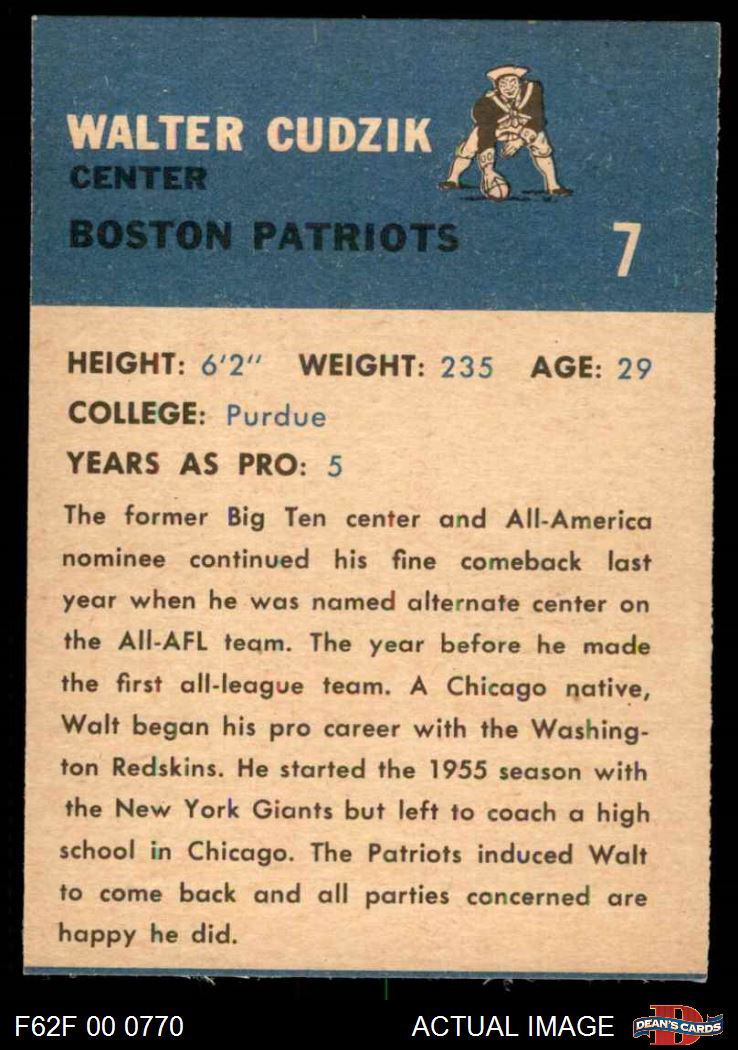 WALTER CUDZIK
CENTER
BOSTON PATRIOTS
7
HEIGHT: 6'2" WEIGHT: 235 AGE: 29
COLLEGE: Purdue
YEARS AS PRO: 5
The former Big Ten center and All-America
nominee continued his fine comeback last
year when he was named alternate center on
the All-AFL team. The year before he made
the first all-league team. A Chicago native,
Walt began his pro career with the Washing-
ton Redskins. He started the 1955 season with
the New York Giants but left to coach a high
school in Chicago. The Patriots induced Walt
to come back and all parties concerned are
happy he did.
F62F 00 0770 ACTUAL IMAGE
D
DEAN'S CARDS